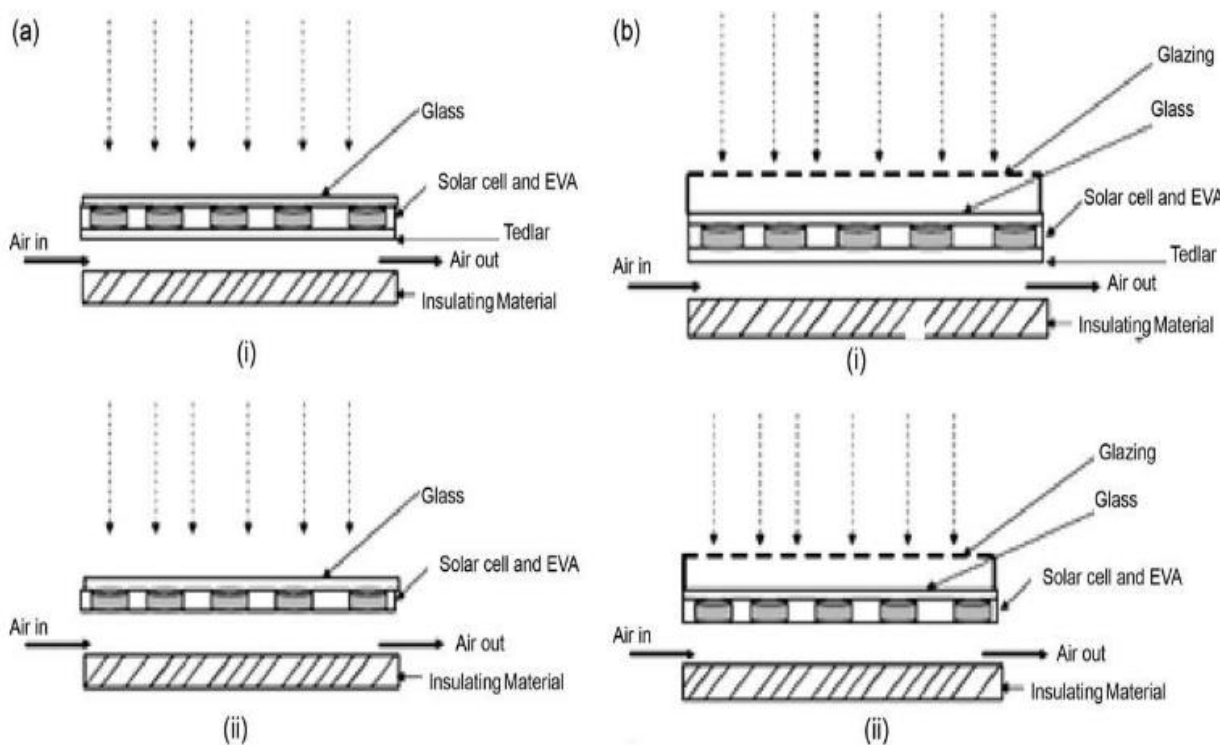 (a)
Glass
Solar cell and EVA
Tedlar
Air in
Air out
Insulating Material
(i)
Glass
Solar cell and EVA
Air in
Air out
Insulating Material
(ii)
(b)
Glazing
Glass
Solar cell and EVA
Tedlar
Air in
Air out
Insulating Material
(i)
Glazing
Glass
Solar cell and EVA
Air in
Air out
Insulating Material
(ii)